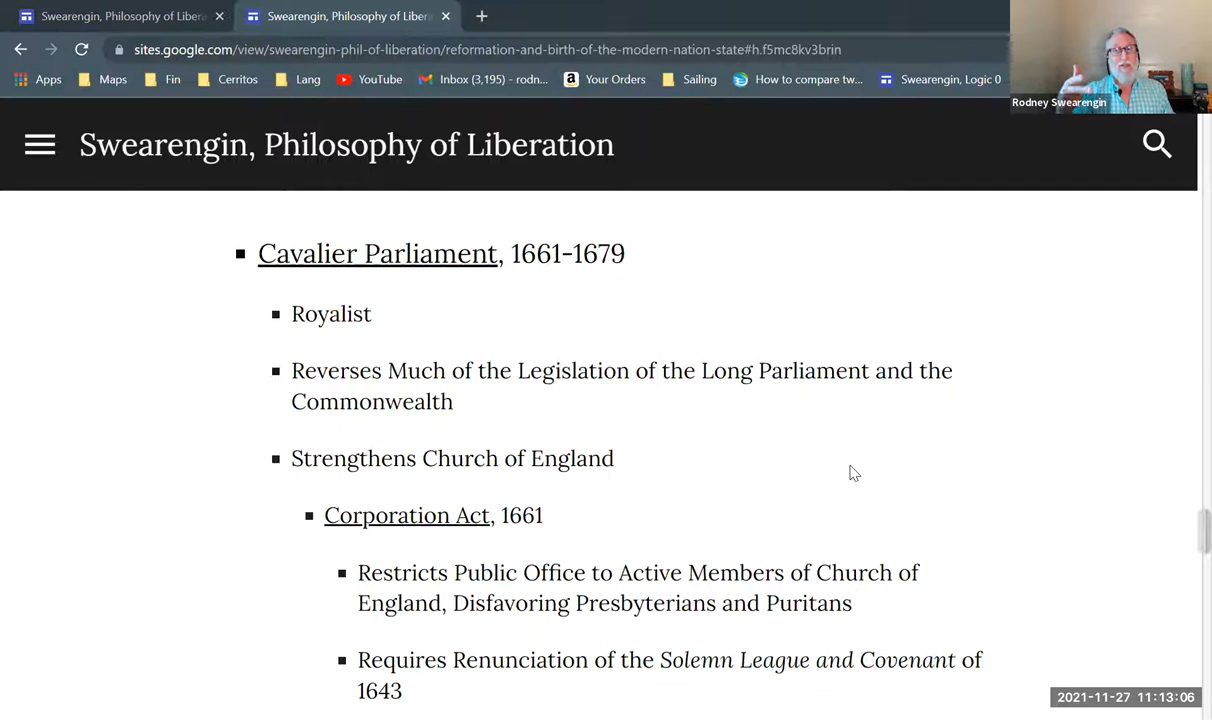 Swearengin, Philosophy of Libera
Swearengin, Philosophy of Liber
sites.google.com/view/swearengin-phil-of-liberation/reformation-and-birth-of-the-modern-nation-state#h.f5mc8kv3brin
Apps
Maps
Fin
Cerritos
Lang
YouTube
Inbox (3,195) - rodn...
Your Orders
Sailing
How to compare tw...
Swearengin, Logic 0
Rodney Swearengin
Swearengin, Philosophy of Liberation
Cavalier Parliament, 1661-1679
Royalist
Reverses Much of the Legislation of the Long Parliament and the
Commonwealth
Strengthens Church of England
Corporation Act, 1661
Restricts Public Office to Active Members of Church of
England, Disfavoring Presbyterians and Puritans
Requires Renunciation of the Solemn League and Covenant of
1643
2021-11-27 11:13:06